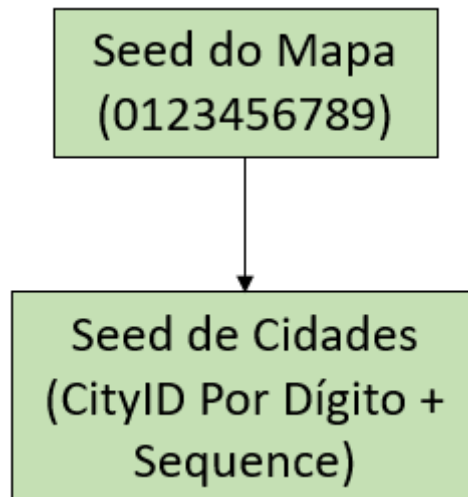 Seed do Mapa
(0123456789)
Seed de Cidades
(CityID Por Dígito +
Sequence)